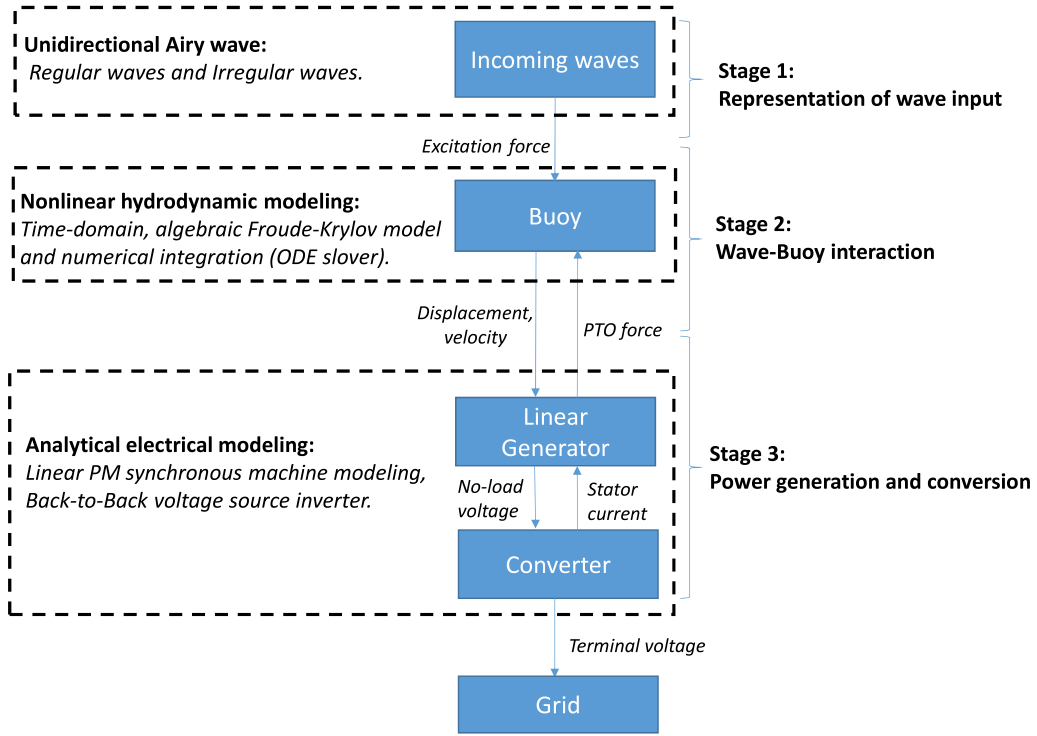 Unidirectional Airy wave:
Regular waves and Irregular waves.
Incoming waves
Stage 1:
Representation of wave input
Excitation force
Nonlinear hydrodynamic modeling:
Time-domain, algebraic Froude-Krylov model
and numerical integration (ODE slover).
Buoy
Stage 2:
Wave-Buoy interaction
Displacement,
velocity
PTO force
Analytical electrical modeling:
Linear PM synchronous machine modeling,
Back-to-Back voltage source inverter.
Linear
Generator
Stage 3:
Power generation and conversion
No-load
voltage
Stator
current
Converter
Terminal voltage
Grid